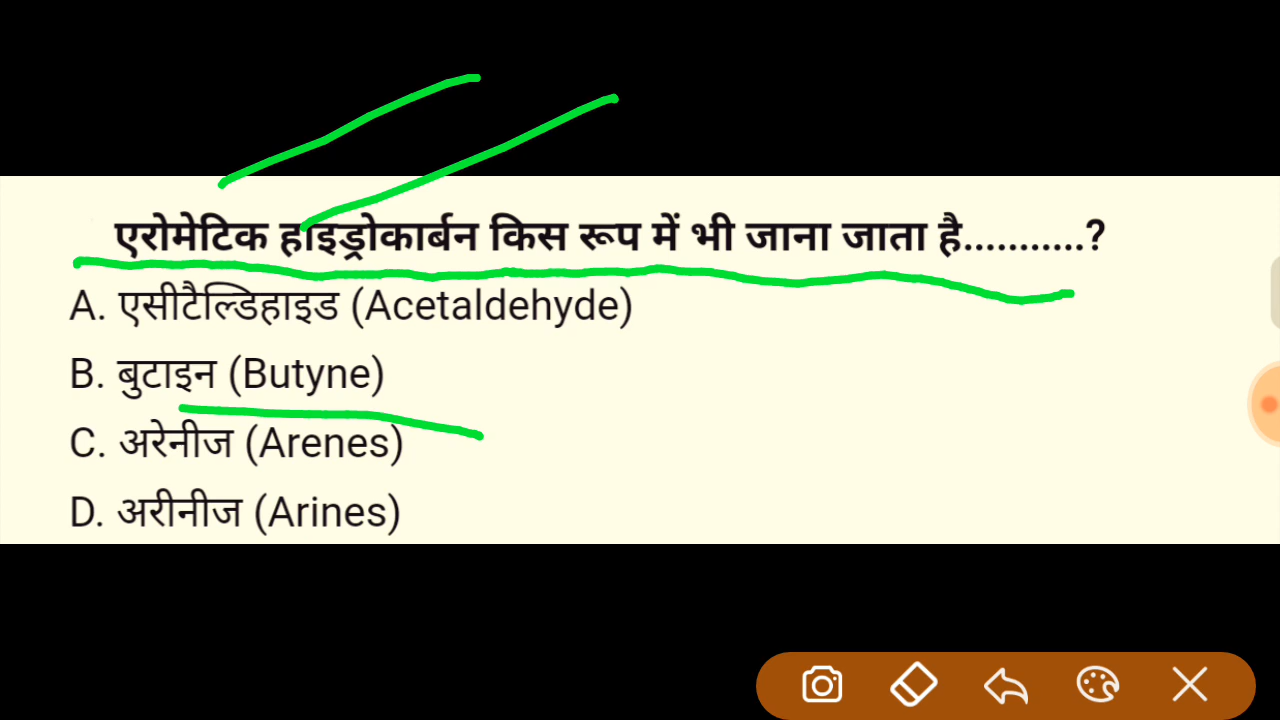 एरोमेटिक हाइड्रोकार्बन किस रूप में भी जाना जाता है...........?
A. एसीटैल्डिहाइड (Acetaldehyde)
B. बुटाइन (Butyne)
C. अरेनीज (Arenes)
D. अरीनीज (Arines)